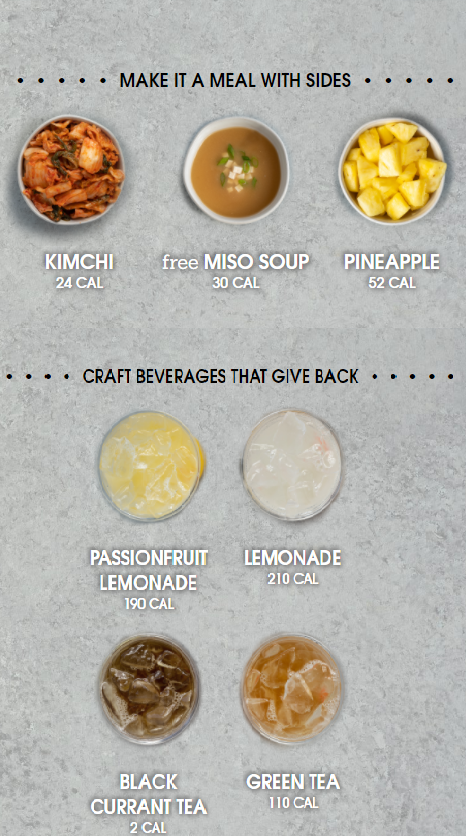 MAKE IT A MEAL WITH SIDES
KIMCHI
24 CAL
free MISO SOUP
30 CAL
PINEAPPLE
52 CAL
CRAFT BEVERAGES THAT GIVE BACK
PASSIONFRUIT
LEMONADE
190 CAL
LEMONADE
210 CAL
BLACK
CURRANT TEA
2 CAL
GREEN TEA
110 CAL